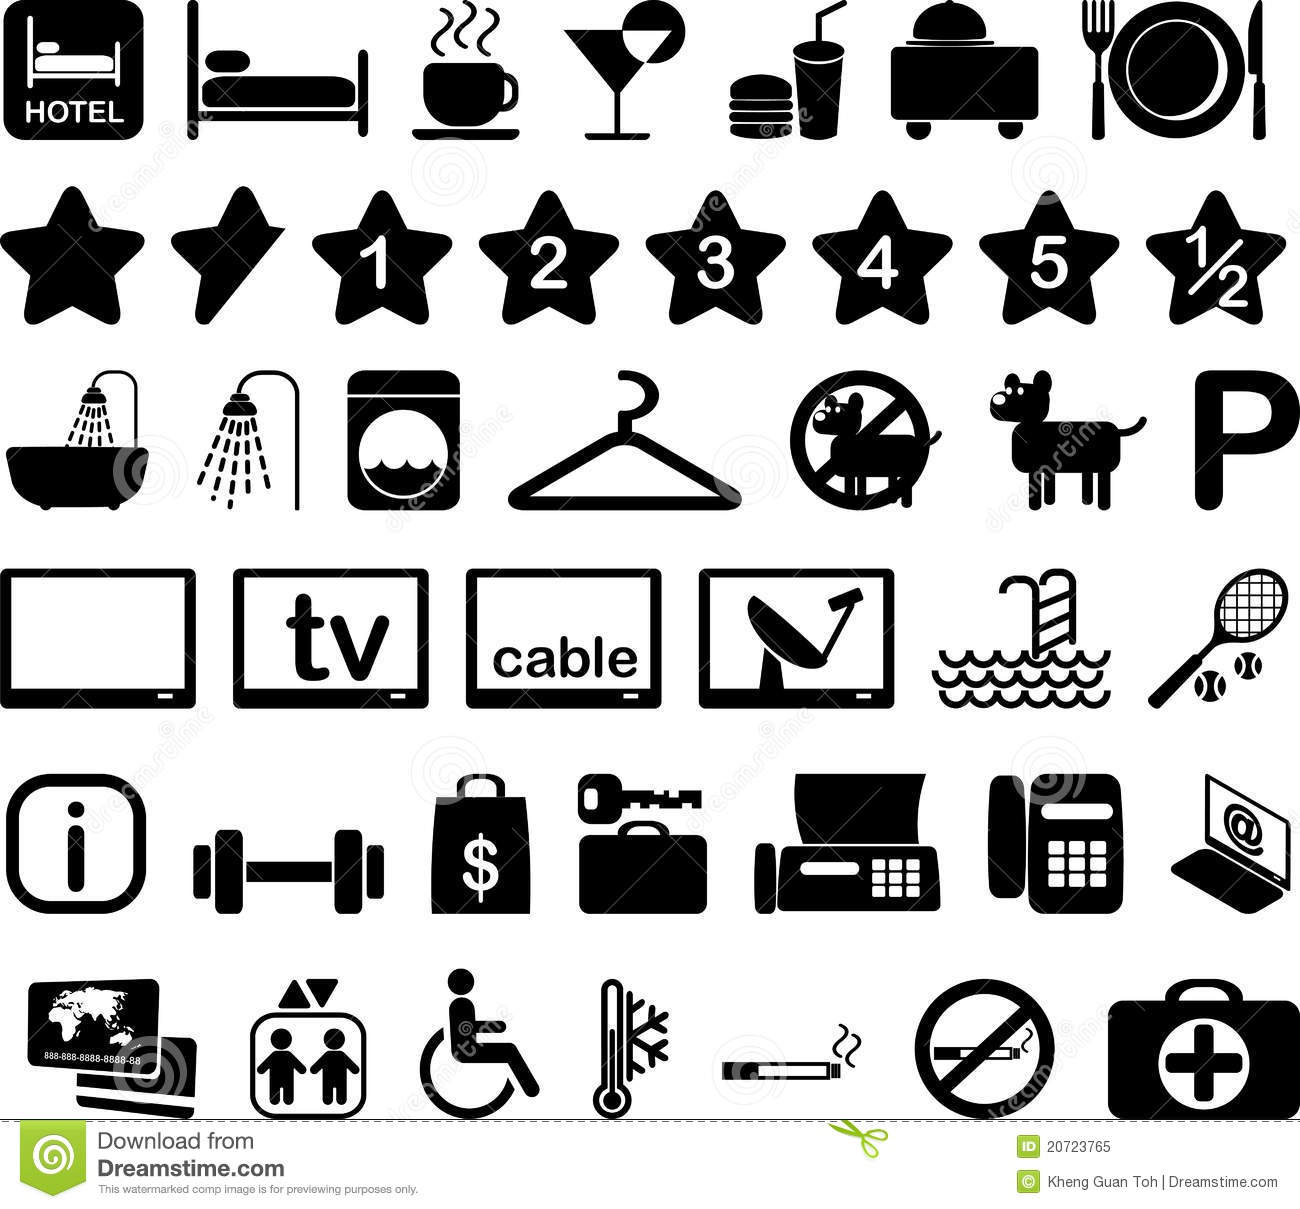 HOTEL
1 2 3 4 5 1/2
P
tv
cable
i
$
@
888-888-8888-8888-88
Download from
Dreamstime.com
This watermarked comp image is for previewing purposes only.
ID 20723765
© Kheng Guan Toh | Dreamstime.com